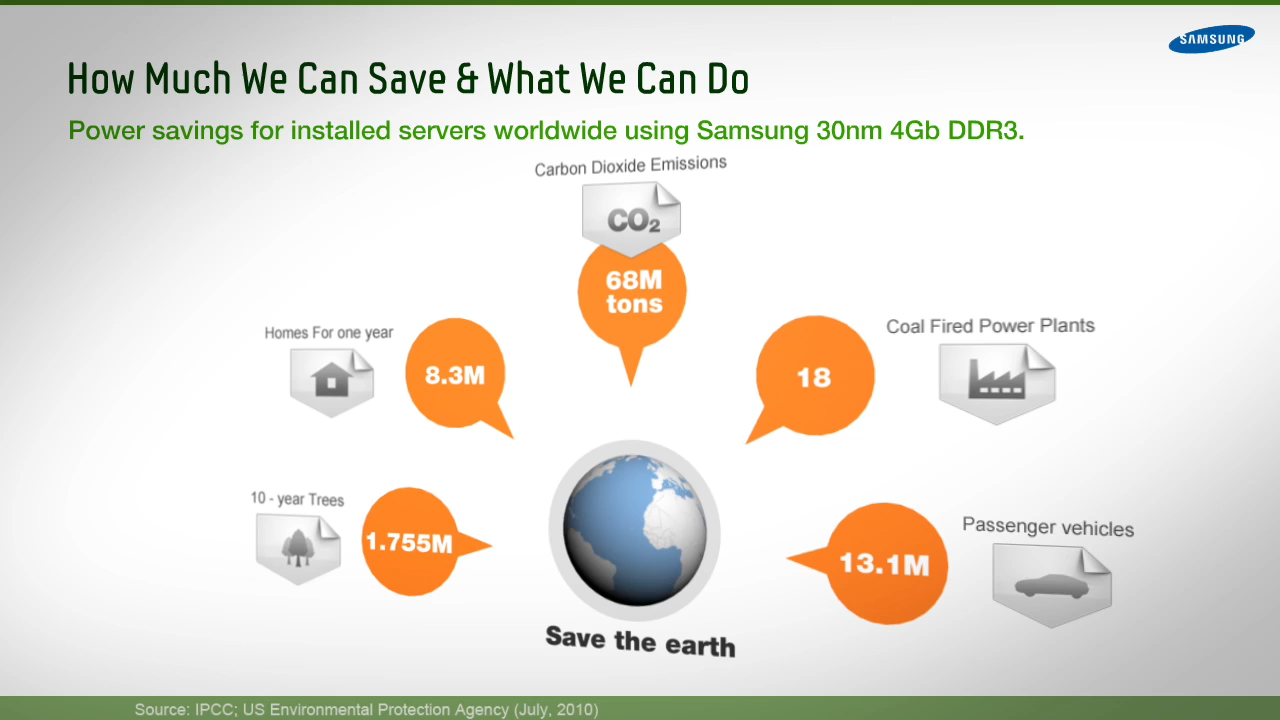 SAMSUNG
How Much We Can Save & What We Can Do
Power savings for installed servers worldwide using Samsung 30nm 4Gb DDR3.
Carbon Dioxide Emissions
CO2
68M
tons
Homes For one year
8.3M
18
Coal Fired Power Plants
10 - year Trees
1.755M
13.1M
Passenger vehicles
Save the earth
Source: IPCC; US Environmental Protection Agency (July, 2010)